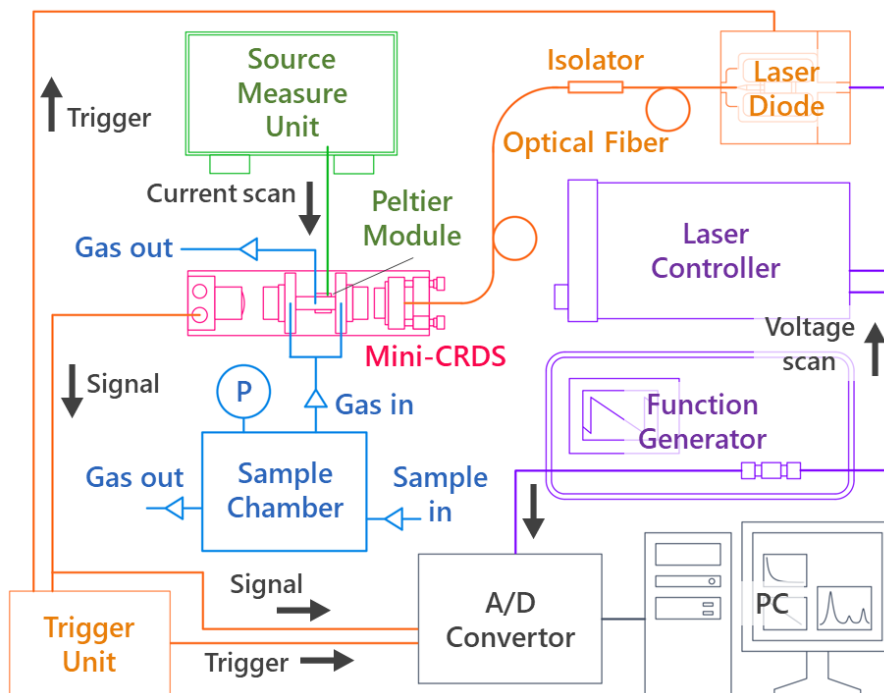 Source
Measure
Unit
Isolator
Laser
Diode
Trigger
Optical Fiber
Current scan
Peltier
Module
Gas out
Laser
Controller
Mini-CRDS
Voltage
scan
Signal
P
Gas in
Function
Generator
Gas out
Sample
Chamber
Sample
in
Signal
A/D
Convertor
PC
Trigger
Unit
Trigger